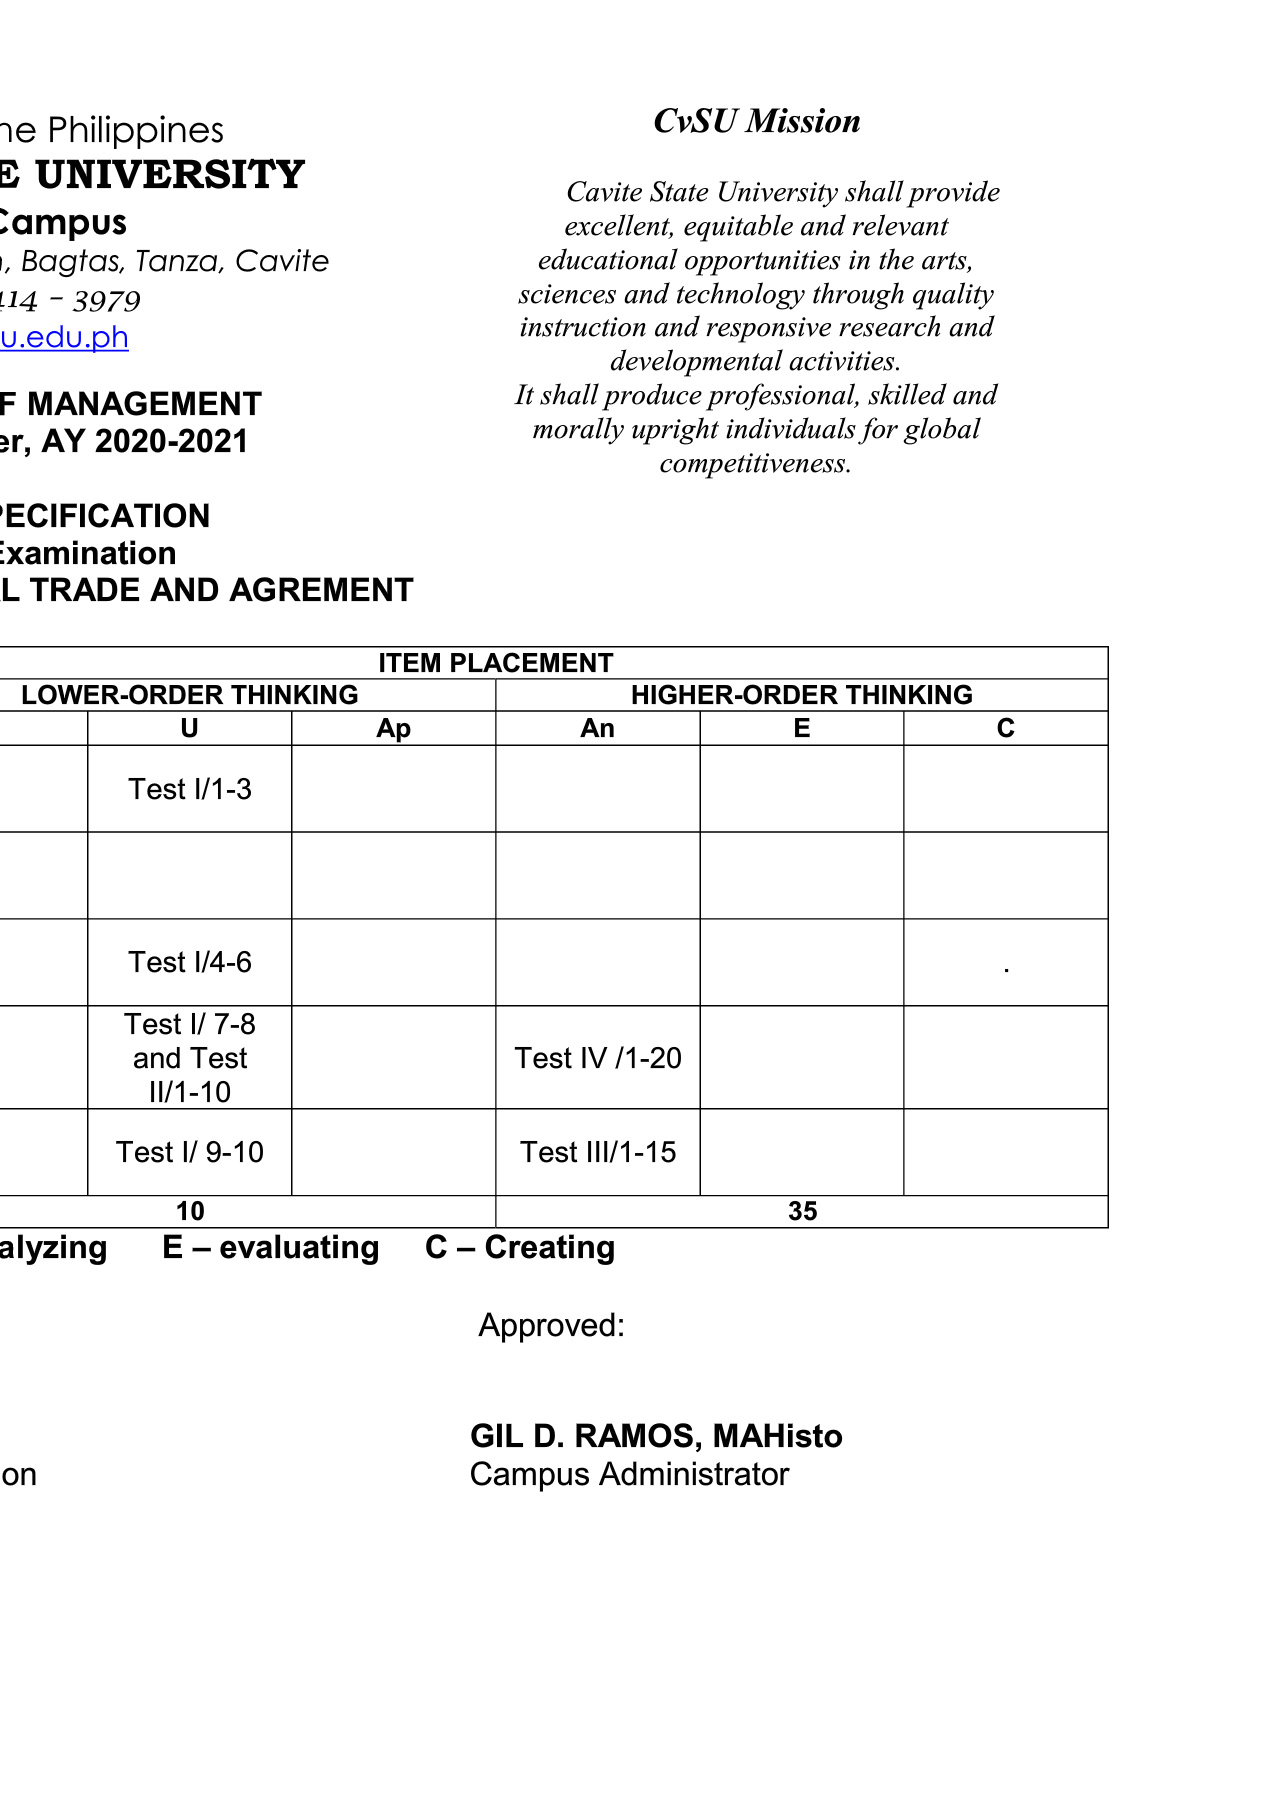 ne Philippines
E UNIVERSITY
Campus
, Bagtas, Tanza, Cavite
414 – 3979
u.edu.ph
F MANAGEMENT
er, AY 2020-2021
PECIFICATION
Examination
L TRADE AND AGREMENT
CvSU Mission
Cavite State University shall provide
excellent, equitable and relevant
educational opportunities in the arts,
sciences and technology through quality
instruction and responsive research and
developmental activities.
It shall produce professional, skilled and
morally upright individuals for global
competitiveness.
ITEM PLACEMENT
LOWER-ORDER THINKING HIGHER-ORDER THINKING
U Ap An E C
Test I/1-3
Test I/4-6 .
Test I/ 7-8
and Test
II/1-10
Test IV /1-20
Test I/ 9-10 Test III/1-15
10 35
alyzing E – evaluating C – Creating
Approved:
GIL D. RAMOS, MAHisto
on Campus Administrator